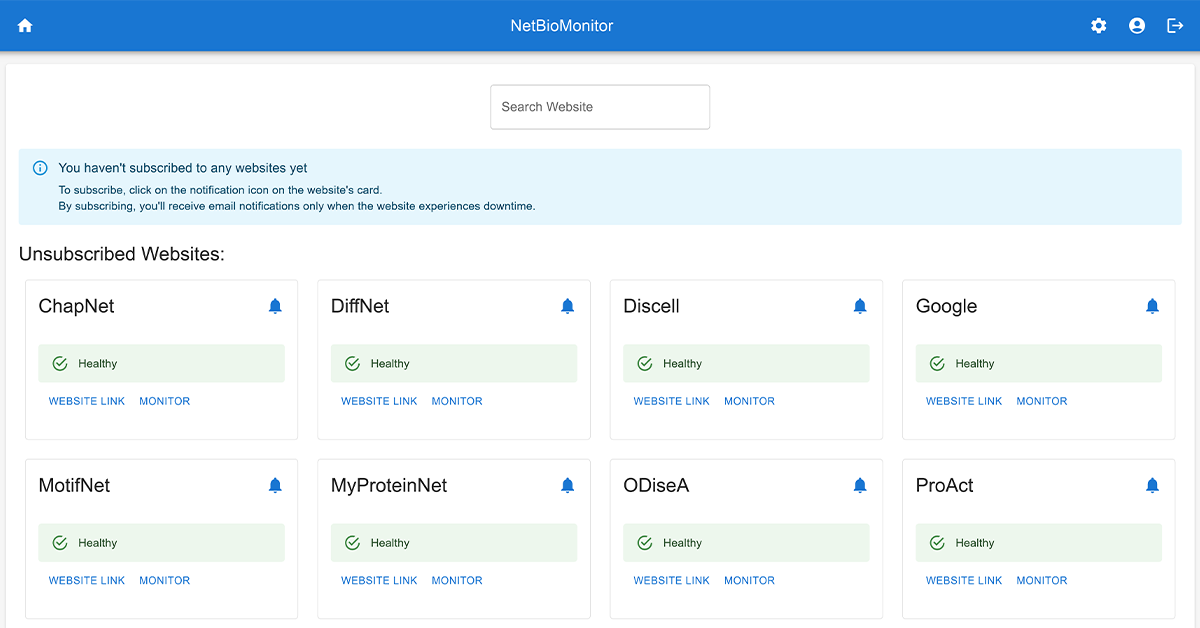 NetBioMonitor
Search Website
You haven't subscribed to any websites yet
To subscribe, click on the notification icon on the website's card.
By subscribing, you'll receive email notifications only when the website experiences downtime.
Unsubscribed Websites:
ChapNet
Healthy
WEBSITE LINK MONITOR
DiffNet
Healthy
WEBSITE LINK MONITOR
Discell
Healthy
WEBSITE LINK MONITOR
Google
Healthy
WEBSITE LINK MONITOR
MotifNet
Healthy
WEBSITE LINK MONITOR
MyProteinNet
Healthy
WEBSITE LINK MONITOR
ODiseA
Healthy
WEBSITE LINK MONITOR
ProAct
Healthy
WEBSITE LINK MONITOR